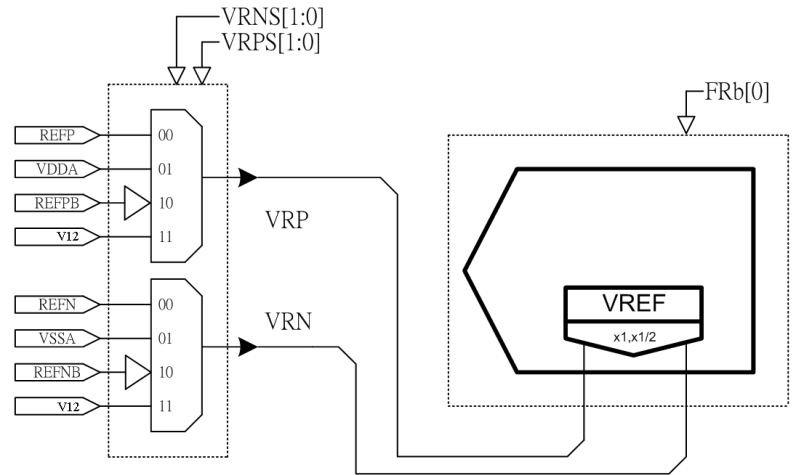 VRNS[1:0]
VRPS[1:0]
FRb[0]
REFP
00
VDDA
01
REFPB
10
V12
11
VRP
REFN
00
VSSA
01
REFNB
10
V12
11
VRN
VREF
x1,x1/2